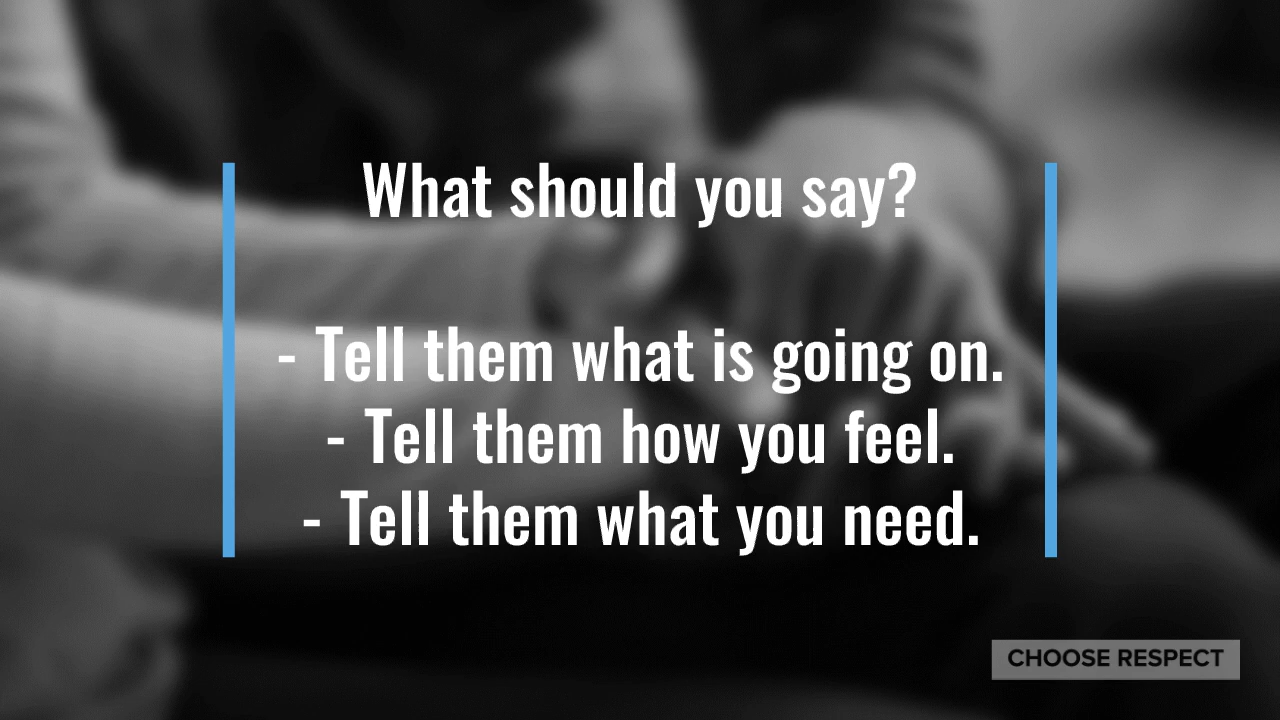 What should you say?
- Tell them what is going on.
- Tell them how you feel.
- Tell them what you need.
CHOOSE RESPECT